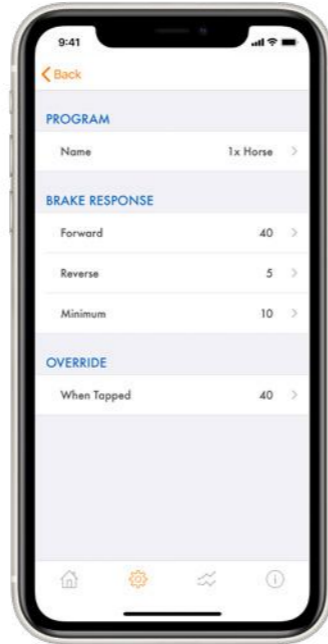 9:41
Back
PROGRAM
Name 1x Horse
BRAKE RESPONSE
Forward 40
Reverse 5
Minimum 10
OVERRIDE
When Tapped 40